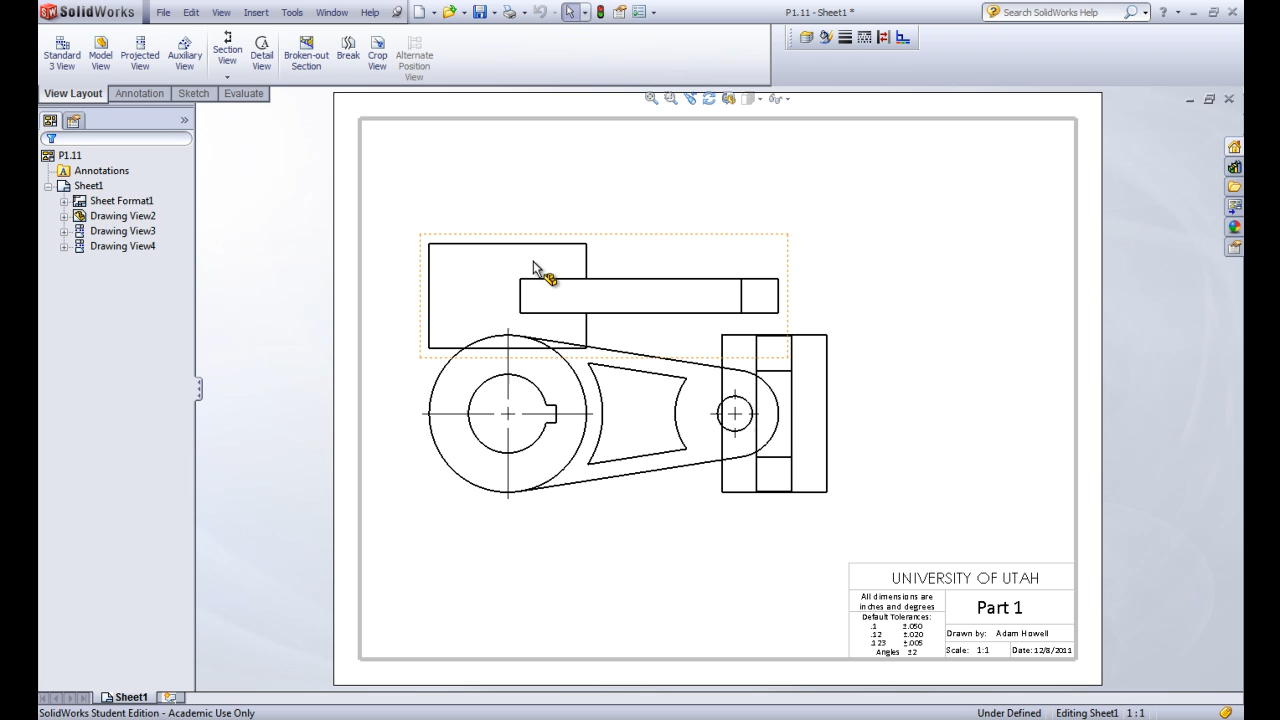 SW SolidWorks File Edit View Insert Tools Window Help P1.11 - Sheet1 * Search SolidWorks Help ?
Standard 3 View
Model View
Projected View
Auxiliary View
Section View
Detail View
Broken-out Section
Break
Crop View
Alternate Position View
View Layout Annotation Sketch Evaluate
P1.11
A Annotations
Sheet1
Sheet Format1
Drawing View2
Drawing View3
Drawing View4
UNIVERSITY OF UTAH
All dimensions are
inches and degrees
Default Tolerances:
.1 ±.050
.12 ±.020
.123 ±.005
Angles ±2
Part 1
Drawn by: Adam Howell
Scale: 1:1 Date: 12/8/2011
Sheet1
SolidWorks Student Edition - Academic Use Only Under Defined Editing Sheet1 1 : 1